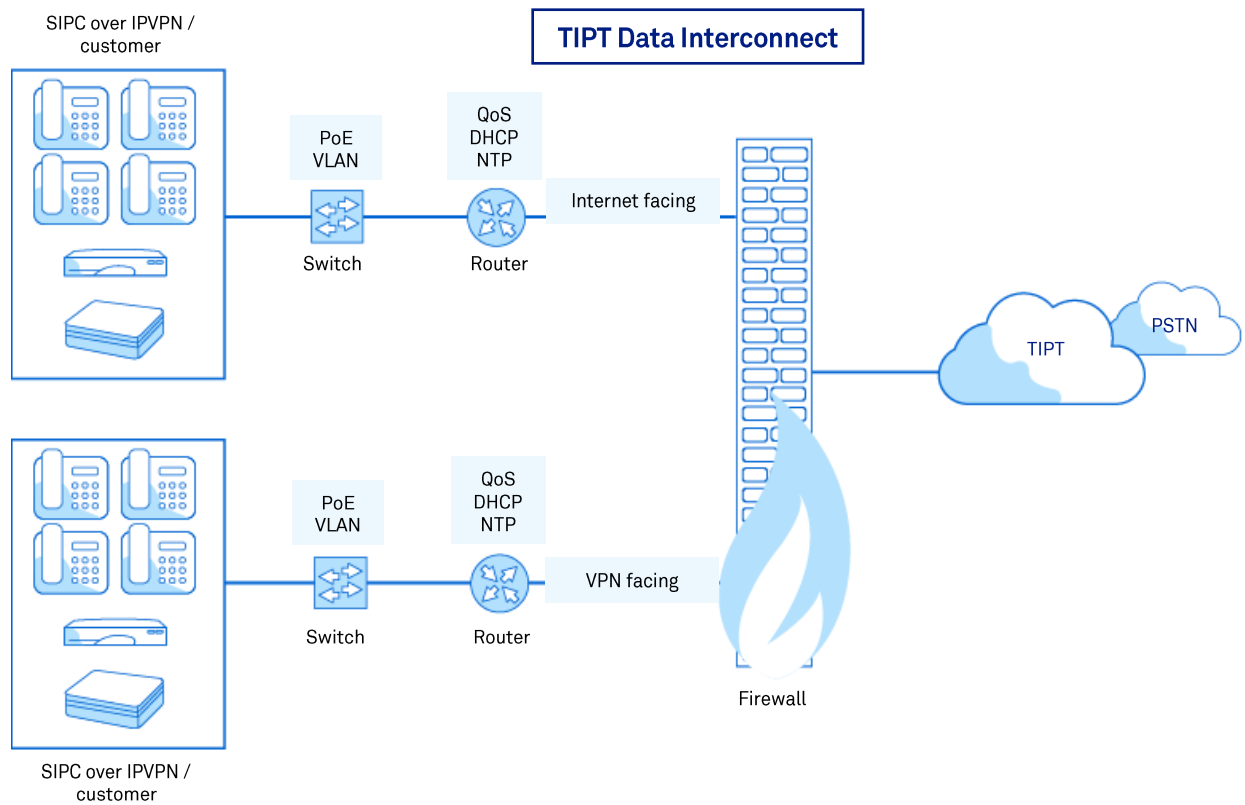 SIPC over IPVPN /
customer
TIPT Data Interconnect
PoE
VLAN
QoS
DHCP
NTP
Internet facing
Switch
Router
TIPT
PSTN
PoE
VLAN
QoS
DHCP
NTP
VPN facing
Switch
Router
Firewall
SIPC over IPVPN /
customer